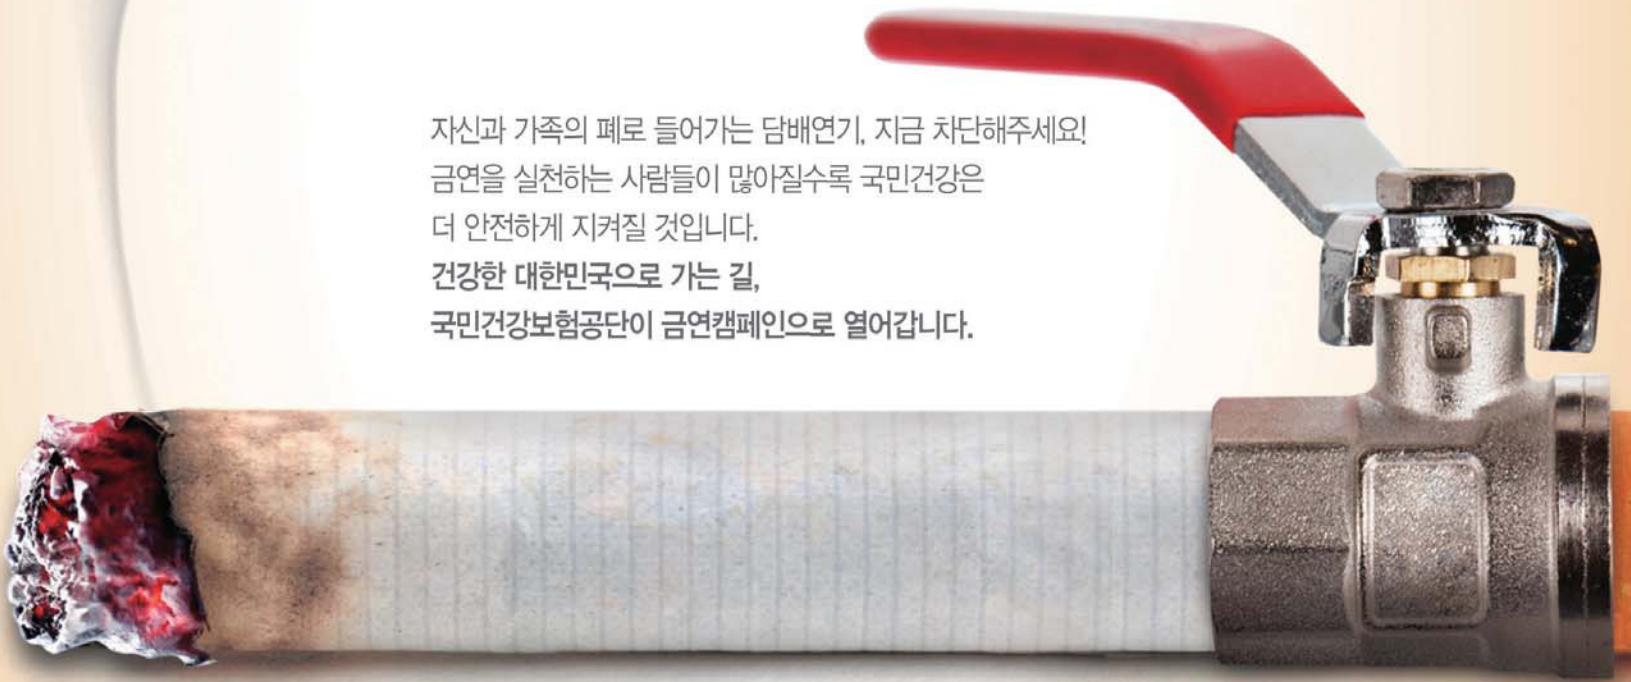 자신과 가족의 폐로 들어가는 담배연기, 지금 차단해주세요!
금연을 실천하는 사람들이 많아질수록 국민건강은
더 안전하게 지켜질 것입니다.
건강한 대한민국으로 가는 길,
국민건강보험공단이 금연캠페인으로 열어갑니다.